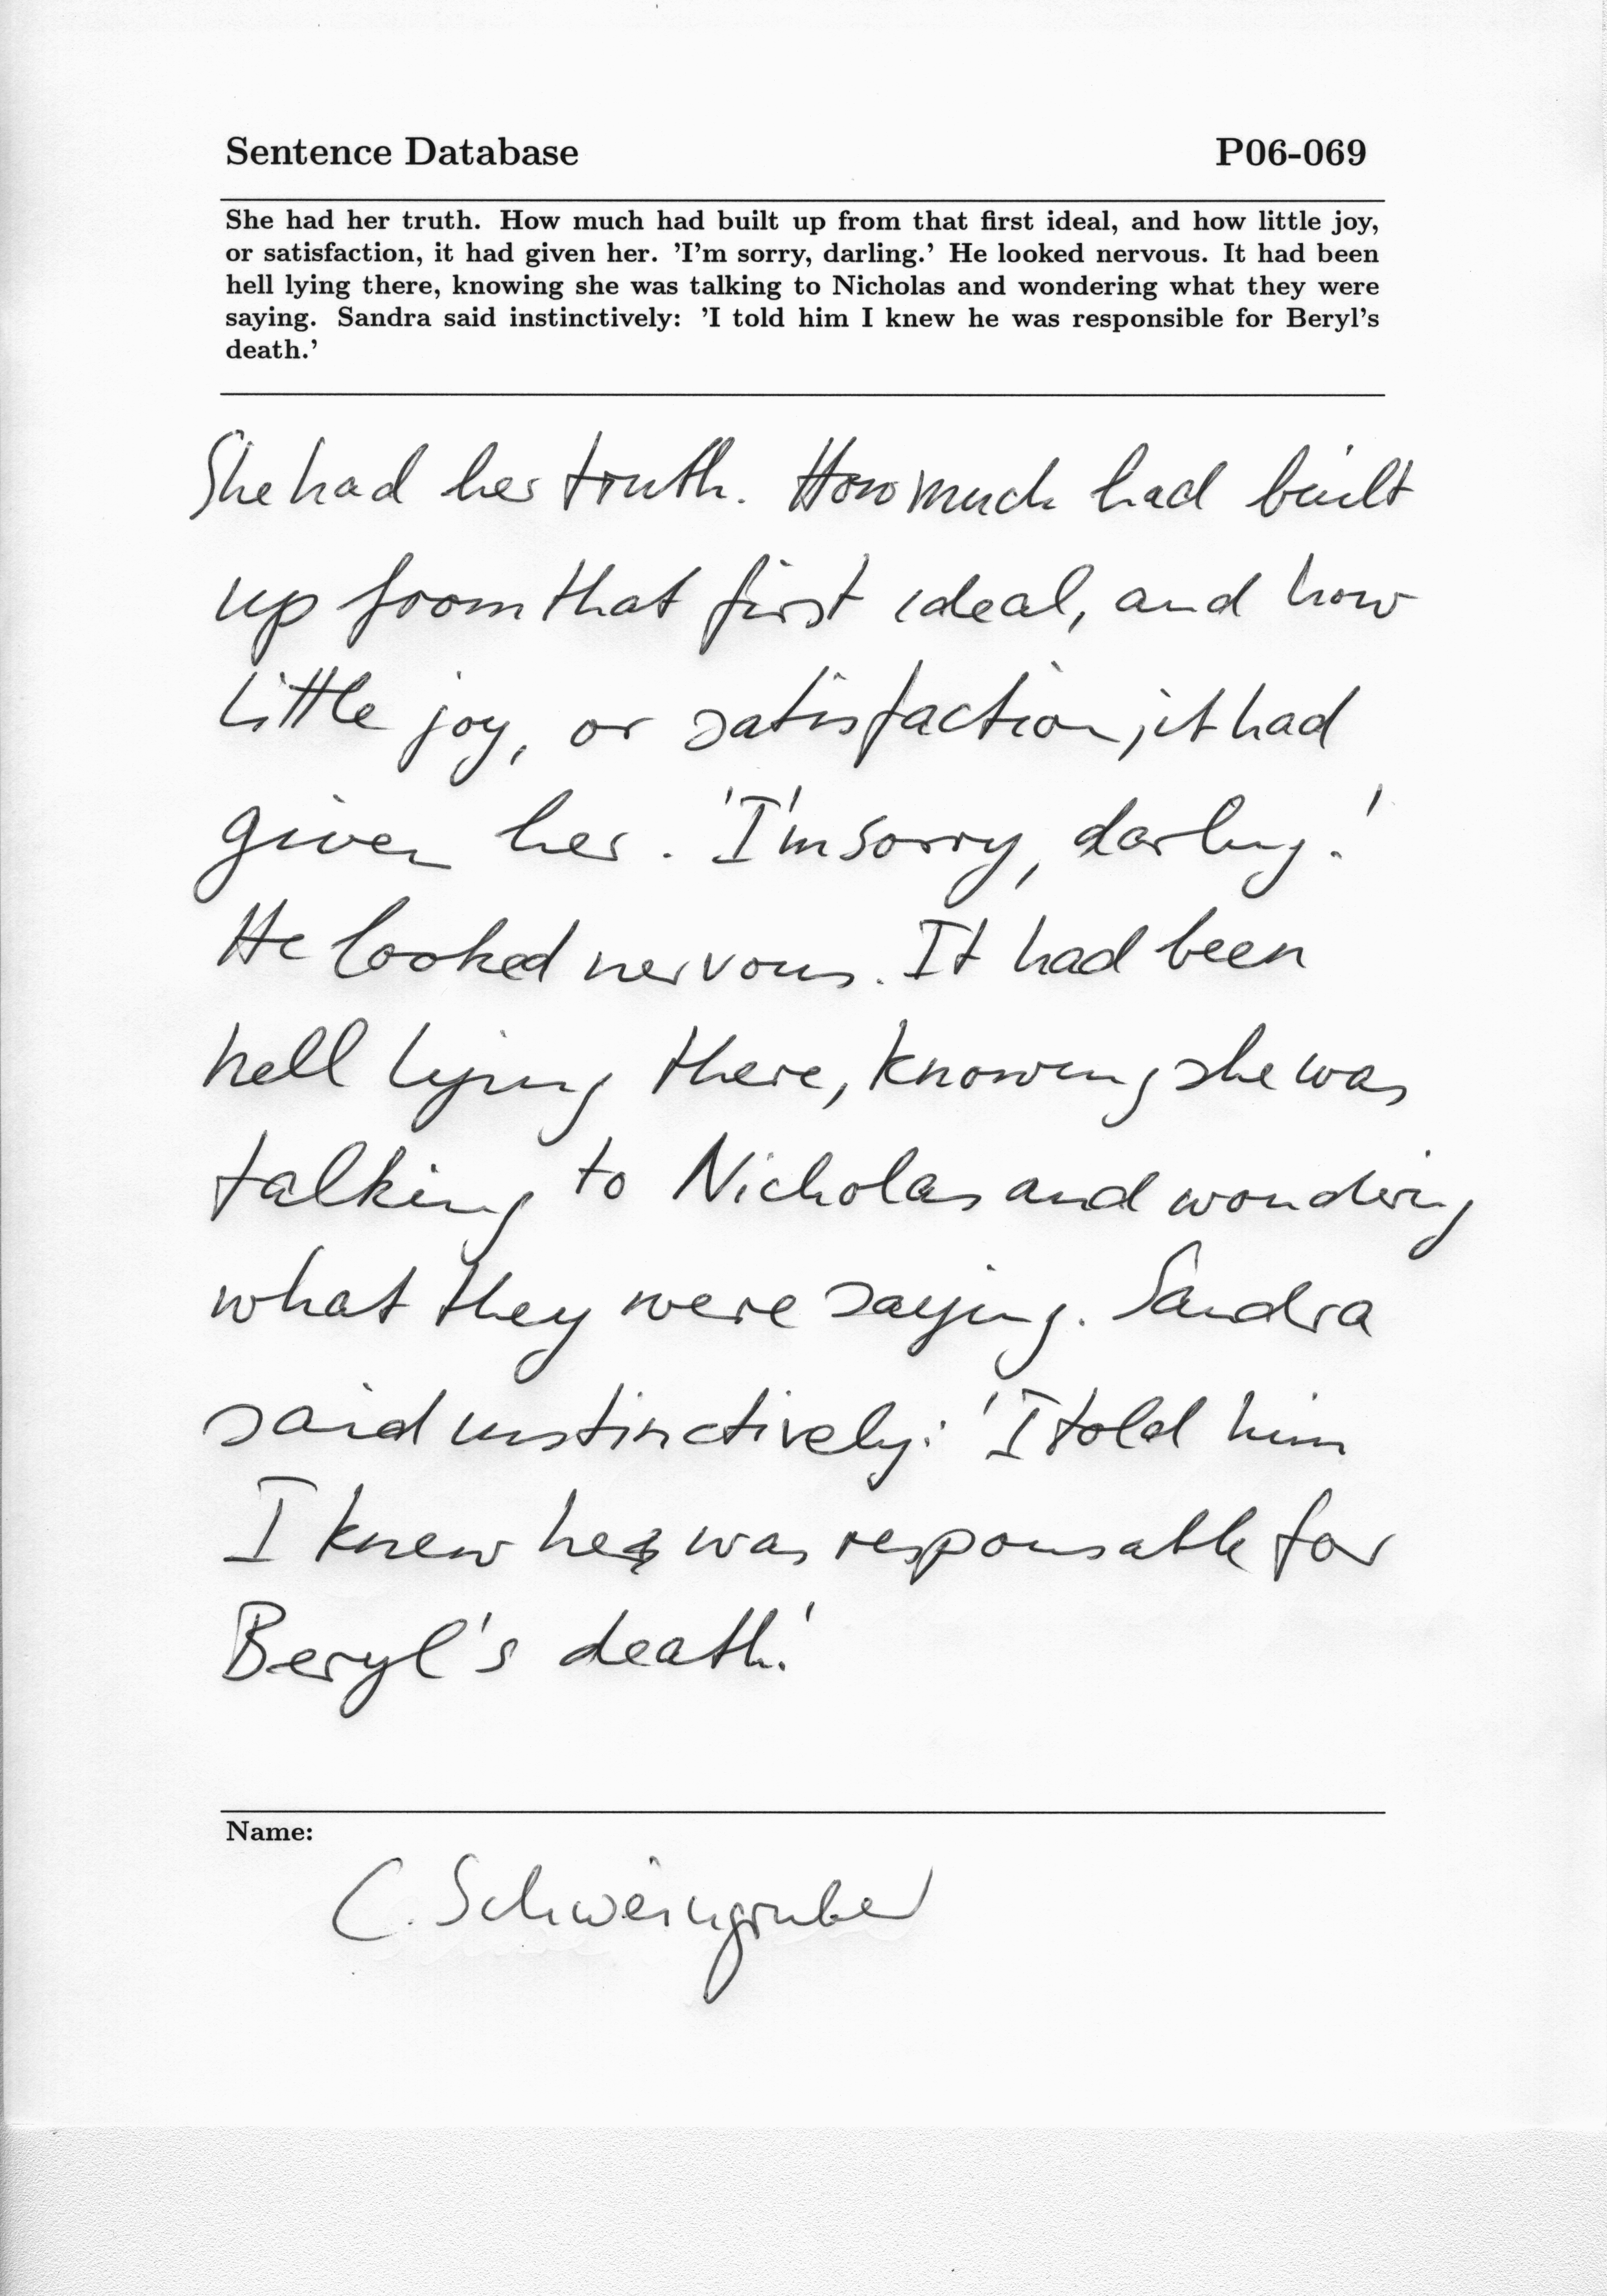 Sentence Database P06-069
She had her truth. How much had built up from that first ideal, and how little joy,
or satisfaction, it had given her. 'I'm sorry, darling.' He looked nervous. It had been
hell lying there, knowing she was talking to Nicholas and wondering what they were
saying. Sandra said instinctively: 'I told him I knew he was responsible for Beryl's
death.'
She had her truth. How much had built
up from that first ideal, and how
little joy, or satisfaction, it had
given her. 'I'm sorry, darling.'
He looked nervous. It had been
hell lying there, knowing she was
talking to Nicholas and wondering
what they were saying. Sandra
said instinctively: 'I told him
I knew he was responsable for
Beryl's death.'
Name:
C. Schweingruber